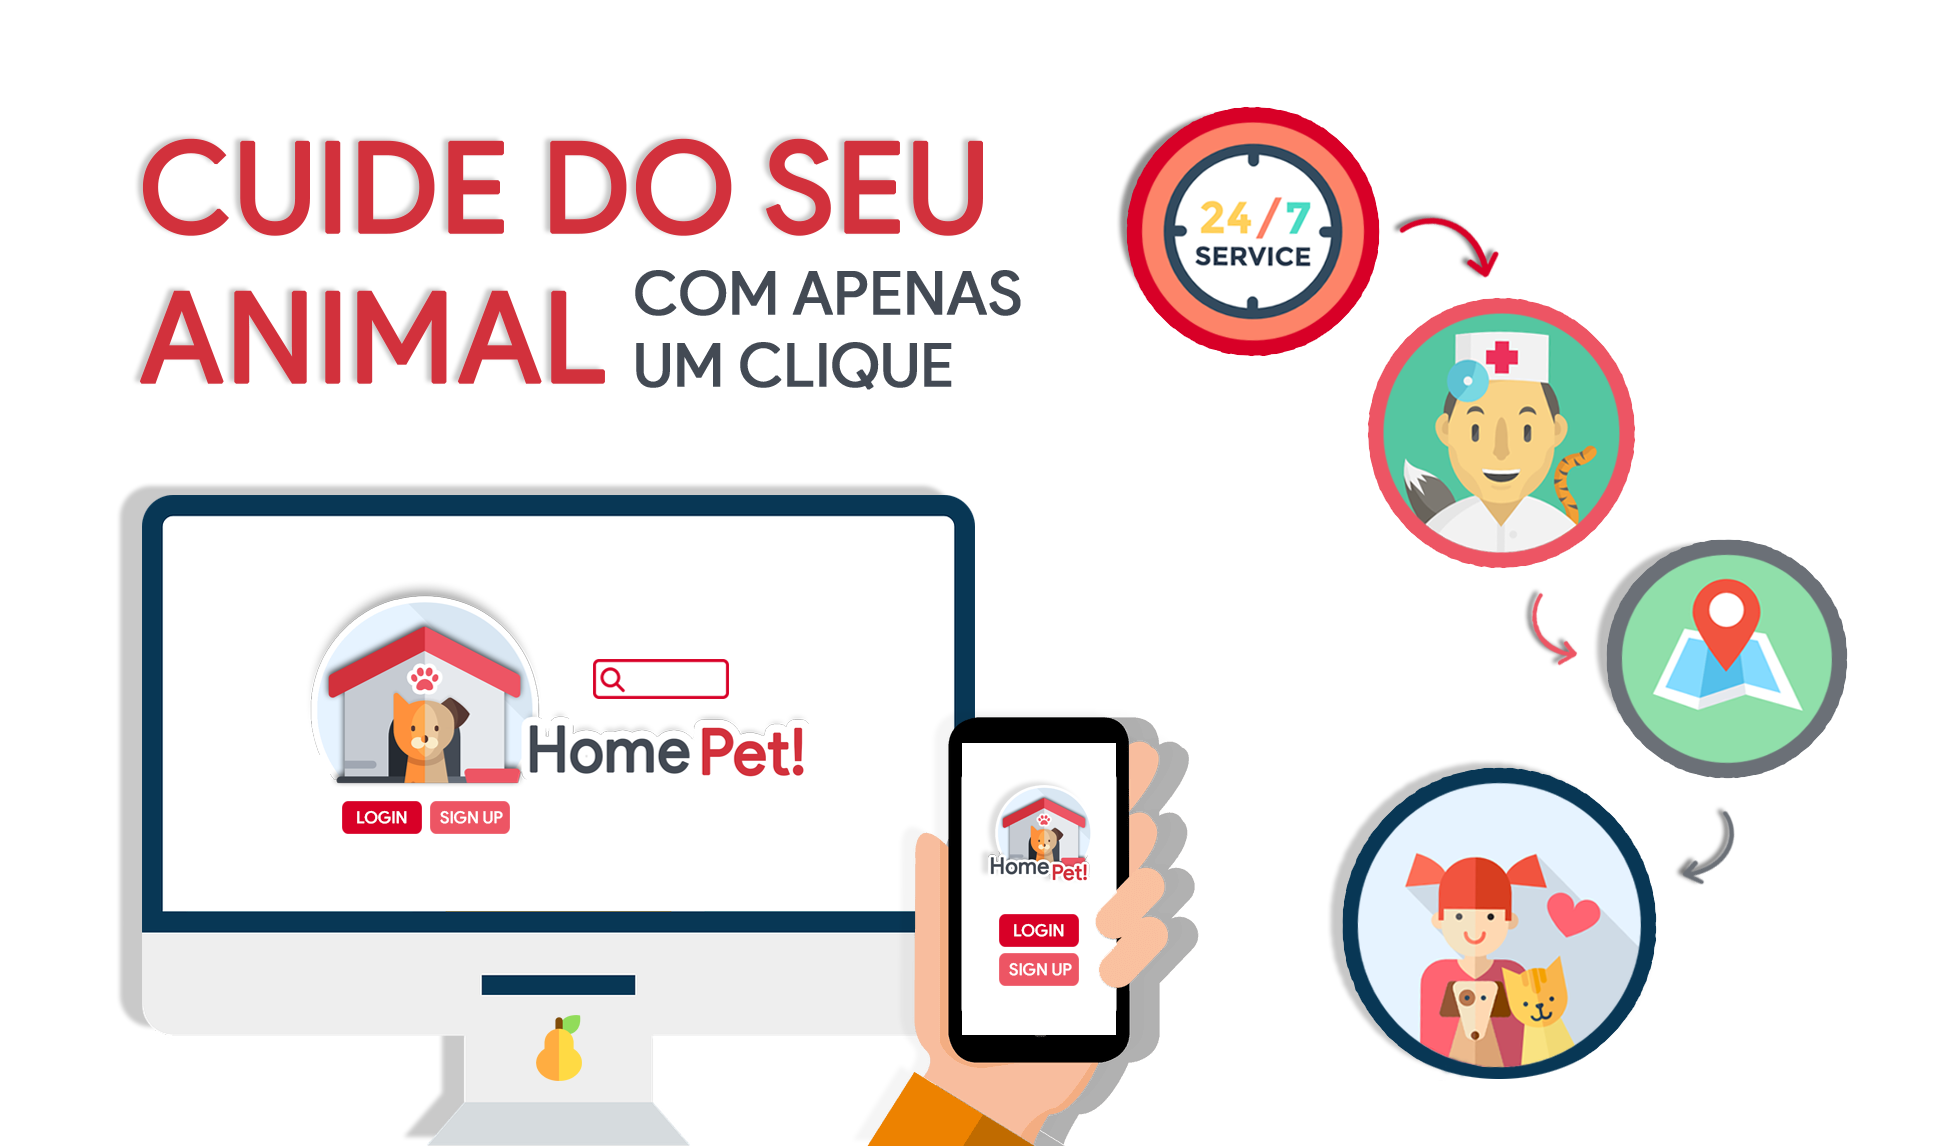 CUIDE DO SEU
ANIMAL
COM APENAS
UM CLIQUE
24/7
SERVICE
Home Pet!
LOGIN SIGN UP
Home Pet!
LOGIN
SIGN UP